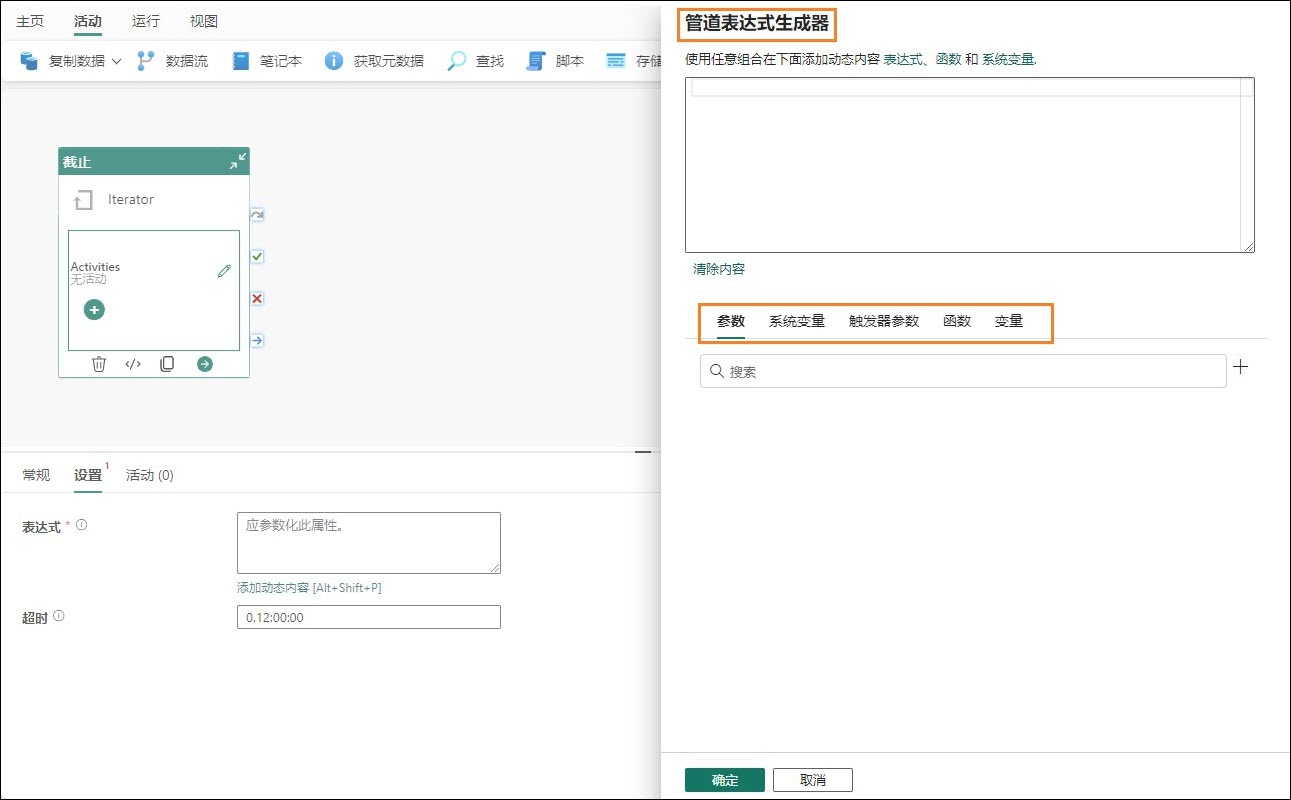 主页 活动 运行 视图
复制数据 数据流 笔记本 获取元数据 查找 脚本 存储
截止
Iterator
Activities
无活动
常规 设置 1 活动 (0)
表达式 *
应参数化此属性。
添加动态内容 [Alt+Shift+P]
超时
0.12:00:00
管道表达式生成器
使用任意组合在下面添加动态内容 表达式、函数 和 系统变量.
清除内容
参数 系统变量 触发器参数 函数 变量
搜索
确定 取消